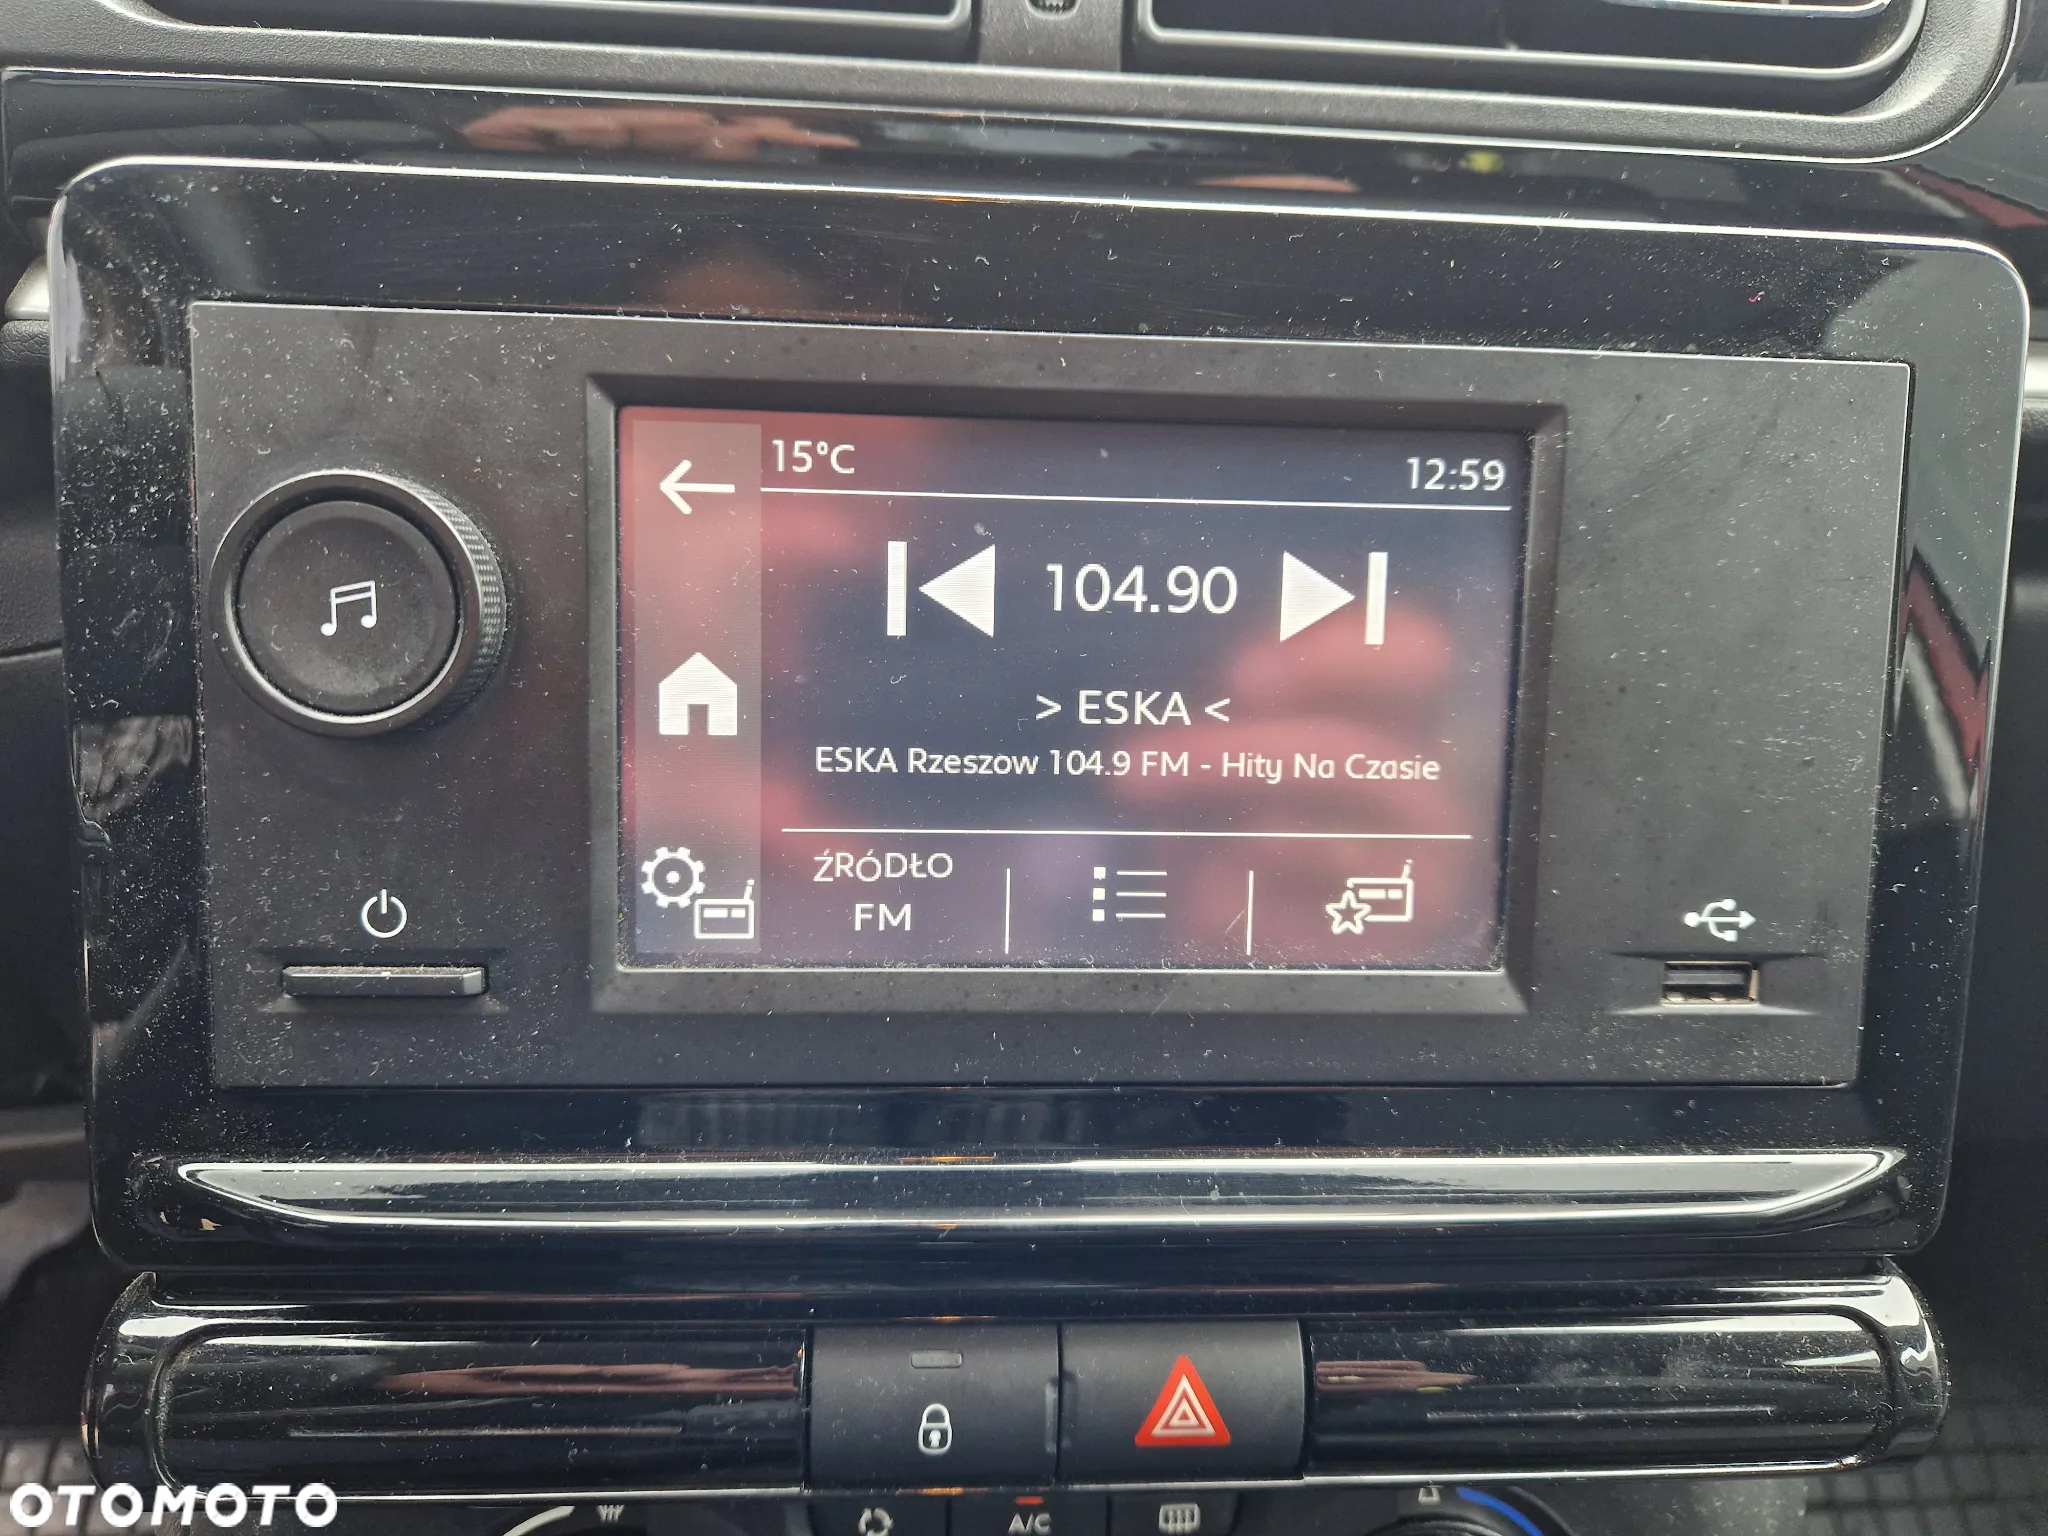 15°C
12:59
104.90
> ESKA <
ESKA Rzeszow 104.9 FM - Hity Na Czasie
ŹRÓDŁO
FM
A/C
OTOMOTO